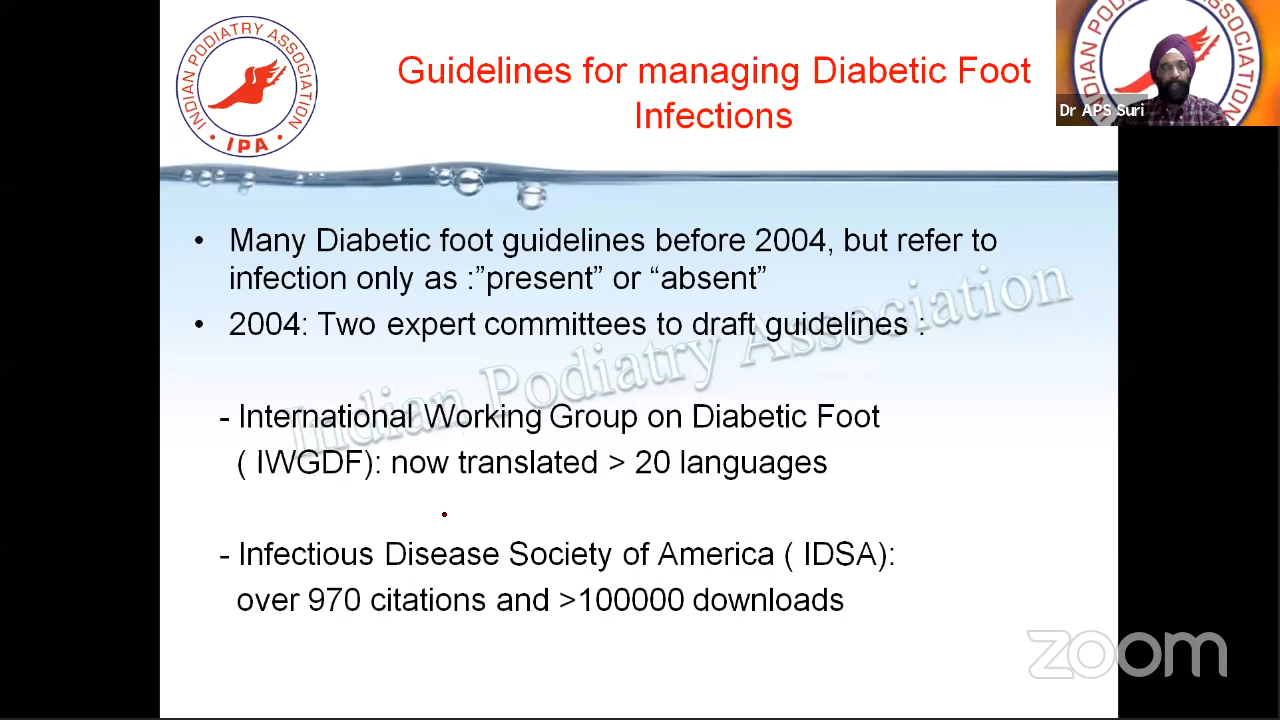 INDIAN PODIATRY ASSOCIATION
• IPA •
Guidelines for managing Diabetic Foot
Infections
INDIAN PODIATRY ASSOCIATION
Dr APS Suri
• Many Diabetic foot guidelines before 2004, but refer to
infection only as :”present” or “absent”
• 2004: Two expert committees to draft guidelines :
Indian Podiatry Association
- International Working Group on Diabetic Foot
( IWGDF): now translated > 20 languages
- Infectious Disease Society of America ( IDSA):
over 970 citations and >100000 downloads
zoom